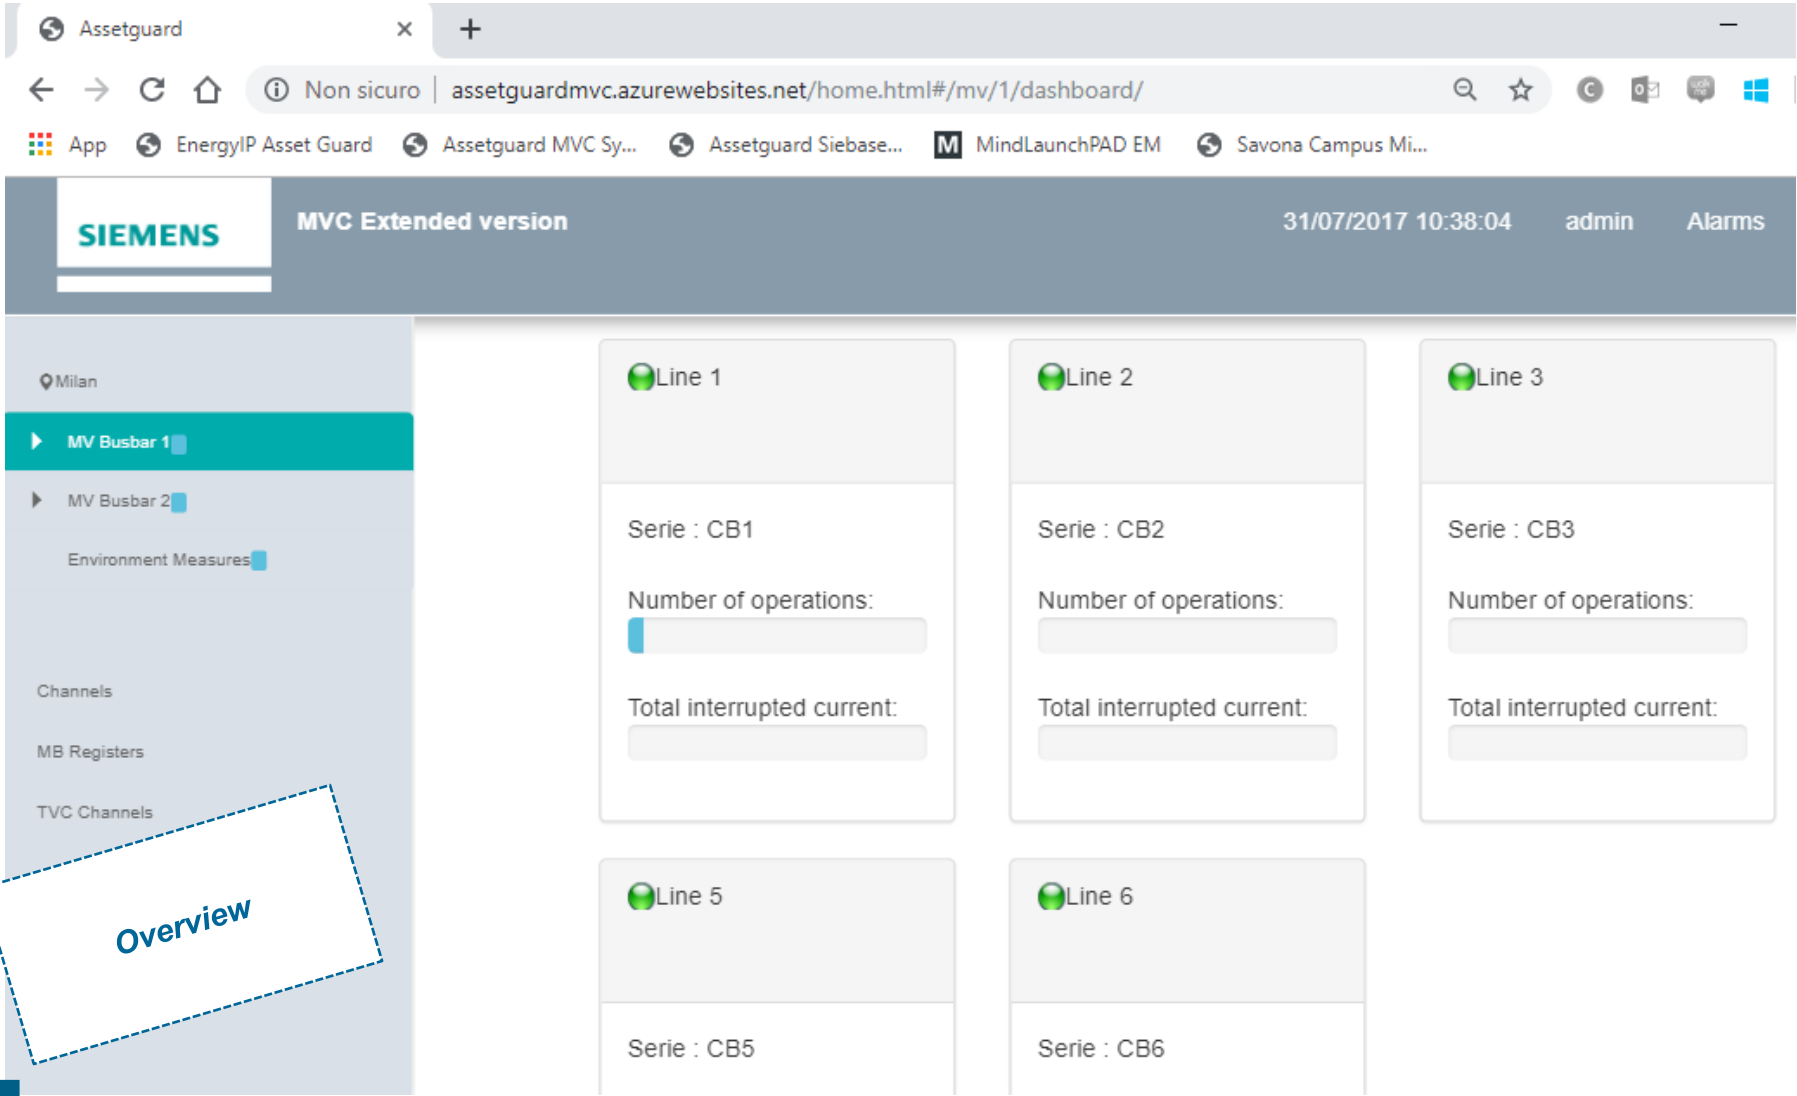 Assetguard
Non sicuro | assetguardmvc.azurewebsites.net/home.html#/mv/1/dashboard/
App EnergyIP Asset Guard Assetguard MVC Sy... Assetguard Siebase... M MindLaunchPAD EM Savona Campus Mi...
SIEMENS
MVC Extended version
31/07/2017 10:38:04 admin Alarms
Milan
MV Busbar 1
MV Busbar 2
Environment Measures
Channels
MB Registers
TVC Channels
Overview
Line 1
Serie : CB1
Number of operations:
Total interrupted current:
Line 2
Serie : CB2
Number of operations:
Total interrupted current:
Line 3
Serie : CB3
Number of operations:
Total interrupted current:
Line 5
Serie : CB5
Line 6
Serie : CB6